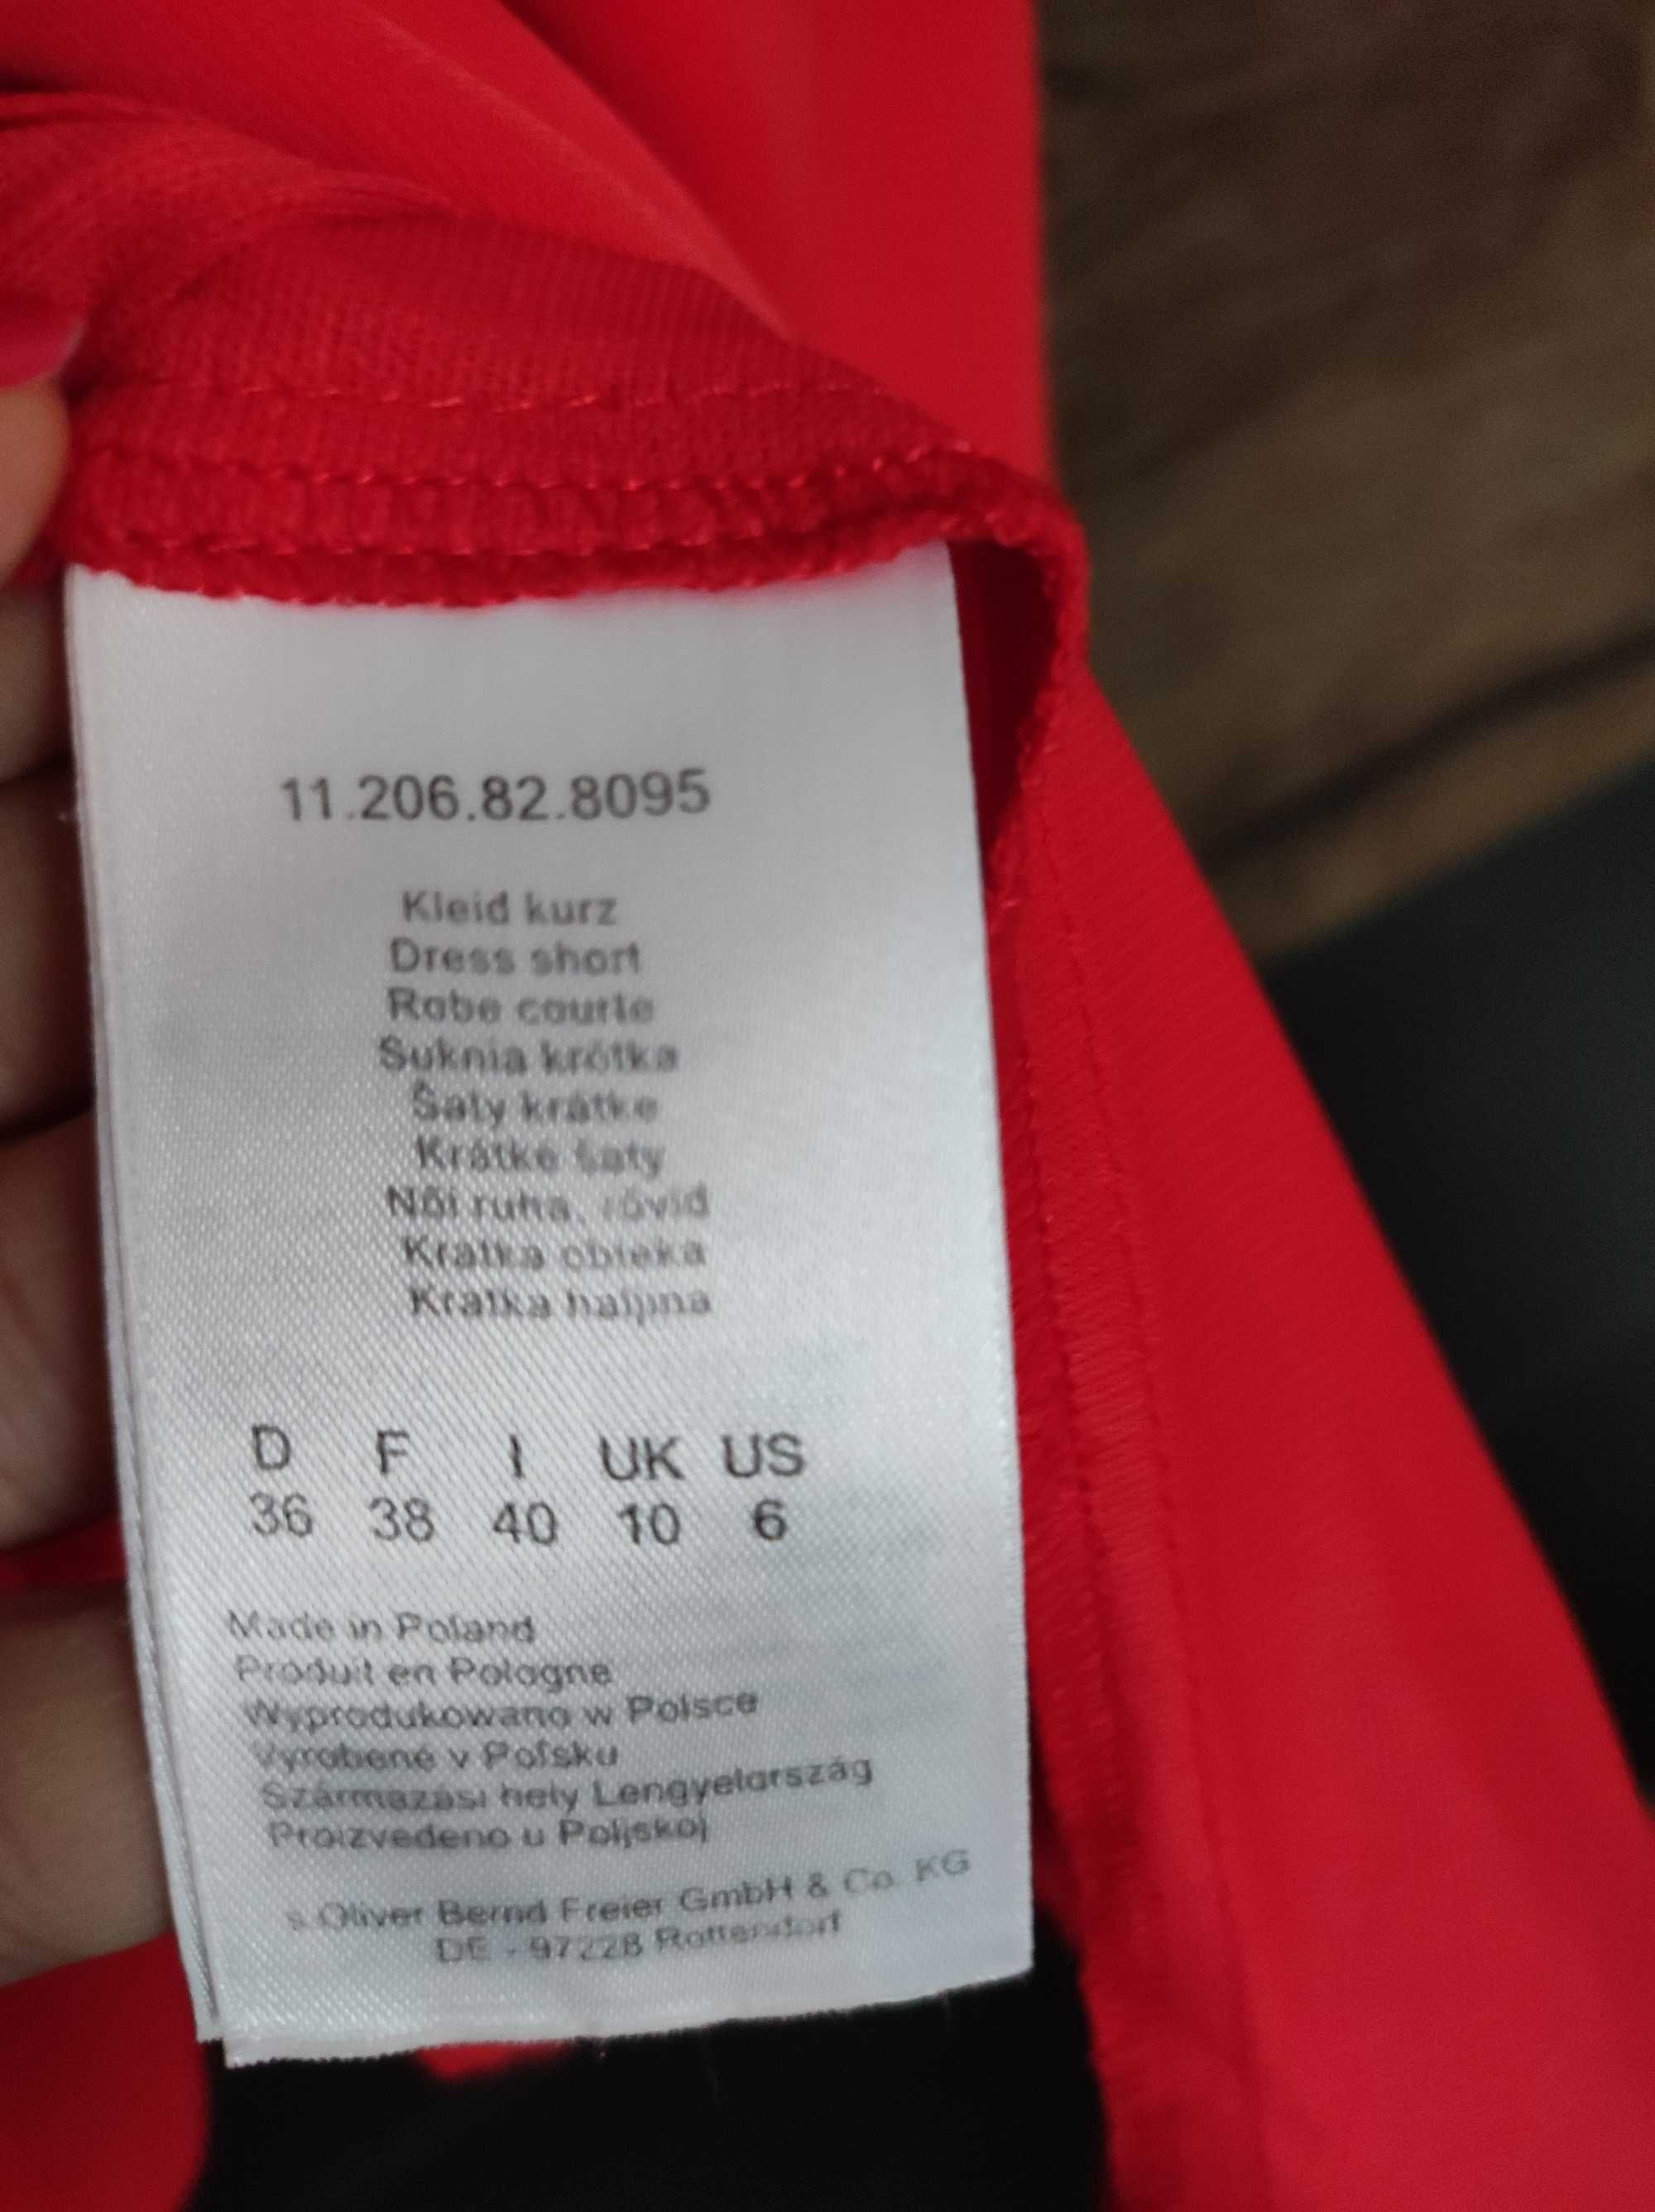 11.206.82.8095
Kleid kurz
Dress short
Robe courte
Suknia krótka
Šaty krátke
Krátké šaty
Női ruha, rövid
Kratka obleka
Kratka haljina
D F I UK US
36 38 40 10 6
Made in Poland
Produit en Pologne
Wyprodukowano w Polsce
Vyrobené v Poľsku
Származási hely Lengyelország
Proizvedeno u Poljskoj
s.Oliver Bernd Freier GmbH & Co. KG
DE - 97228 Rottendorf